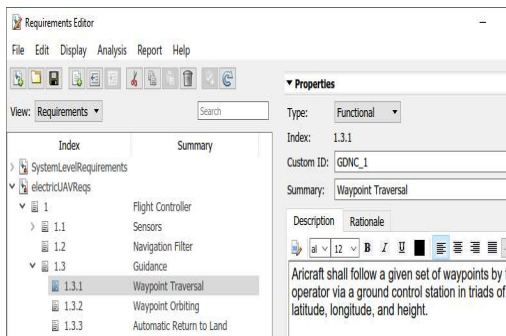 Requirements Editor
File Edit Display Analysis Report Help
View: Requirements Search
Index Summary
SystemLevelRequirements
electricUAVReqs
1 Flight Controller
1.1 Sensors
1.2 Navigation Filter
1.3 Guidance
1.3.1 Waypoint Traversal
1.3.2 Waypoint Orbiting
1.3.3 Automatic Return to Land
Properties
Type: Functional
Index: 1.3.1
Custom ID: GDNC_1
Summary: Waypoint Traversal
Description Rationale
al 12 B I U
Aricraft shall follow a given set of waypoints by
operator via a ground control station in triads of
latitude, longitude, and height.